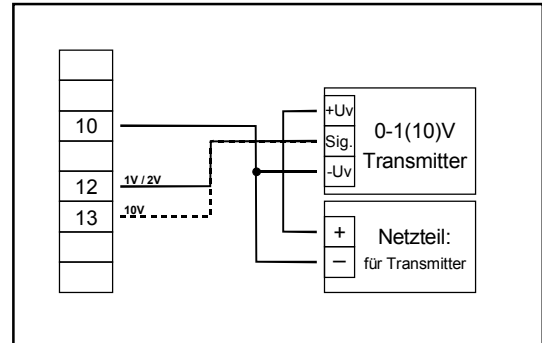 10
12
13
1V / 2V
10V
+Uv
Sig.
-Uv
0-1(10)V
Transmitter
+
–
Netzteil:
für Transmitter